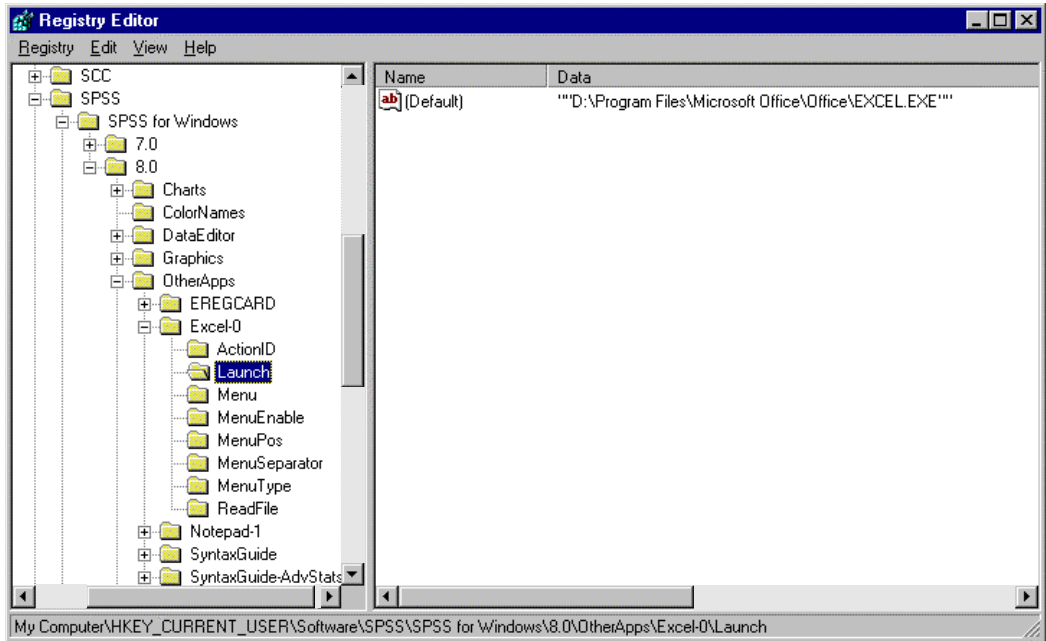 Registry Editor
Registry Edit View Help
SCC
SPSS
SPSS for Windows
7.0
8.0
Charts
ColorNames
DataEditor
Graphics
OtherApps
EREGCARD
Excel-0
ActionID
Launch
Menu
MenuEnable
MenuPos
MenuSeparator
MenuType
ReadFile
Notepad-1
SyntaxGuide
SyntaxGuide-AdvStats
Name Data
ab (Default) ""D:\Program Files\Microsoft Office\Office\EXCEL.EXE""
My Computer\HKEY_CURRENT_USER\Software\SPSS\SPSS for Windows\8.0\OtherApps\Excel-0\Launch